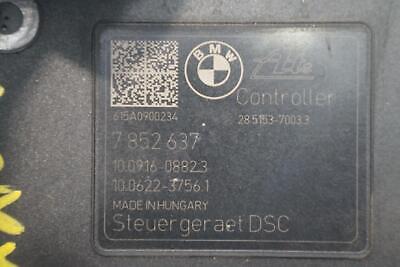 BMW
Ate
Controller
615A0900234
28.5153-7003.3
7 852 637
10.0916-0882.3
10.0622-3756.1
MADE IN HUNGARY
Steuergeraet DSC